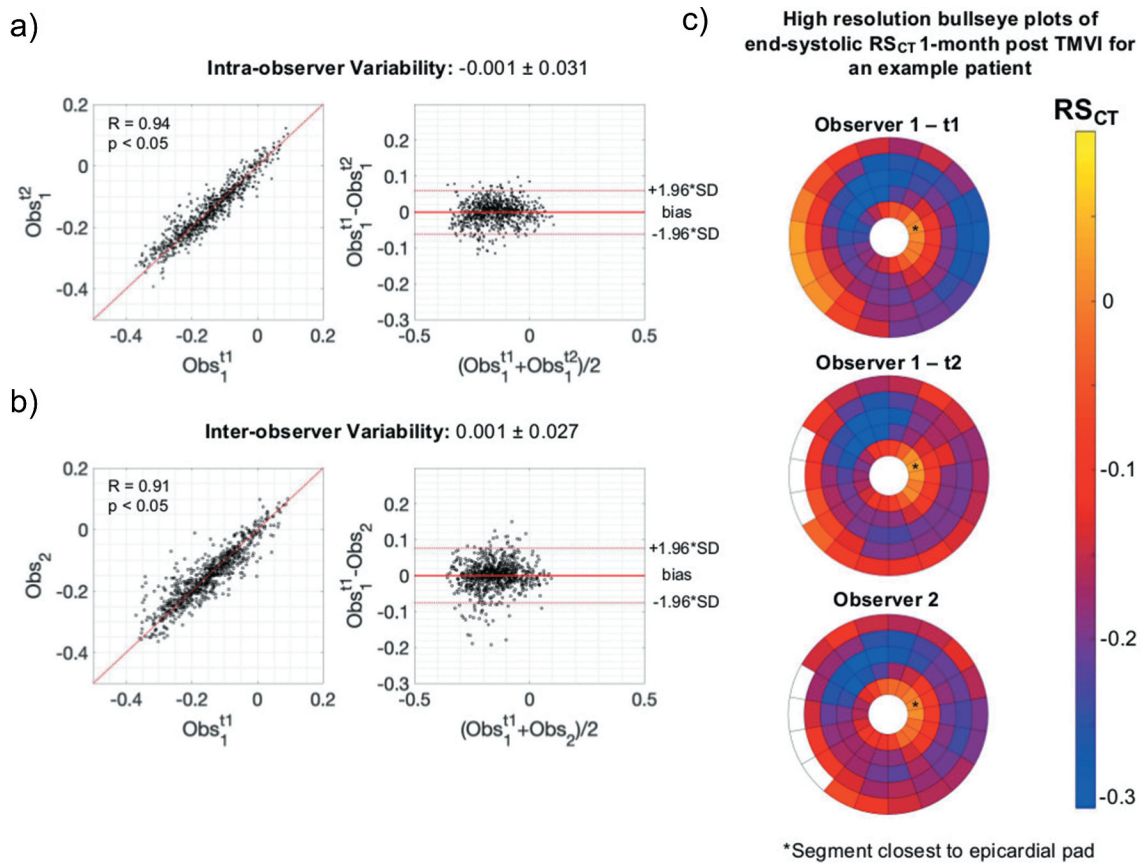 a)
Intra-observer Variability: -0.001 ± 0.031
0.2
0
-0.2
-0.4
R = 0.94
p < 0.05
Obs₁ᵗ²
-0.4 -0.2 0 0.2
Obs₁ᵗ¹
0.3
0.2
0.1
0
-0.1
-0.2
-0.3
Obs₁ᵗ¹-Obs₁ᵗ²
+1.96*SD
bias
-1.96*SD
-0.5 0 0.5
(Obs₁ᵗ¹+Obs₁ᵗ²)/2
b)
Inter-observer Variability: 0.001 ± 0.027
0.2
0
-0.2
-0.4
R = 0.91
p < 0.05
Obs₂
-0.4 -0.2 0 0.2
Obs₁ᵗ¹
0.3
0.2
0.1
0
-0.1
-0.2
-0.3
Obs₁ᵗ¹-Obs₂
+1.96*SD
bias
-1.96*SD
-0.5 0 0.5
(Obs₁ᵗ¹+Obs₂)/2
c)
High resolution bullseye plots of
end-systolic RS_CT 1-month post TMVI for
an example patient
RS_CT
Observer 1 – t1
*
Observer 1 – t2
*
Observer 2
*
0
-0.1
-0.2
-0.3
*Segment closest to epicardial pad